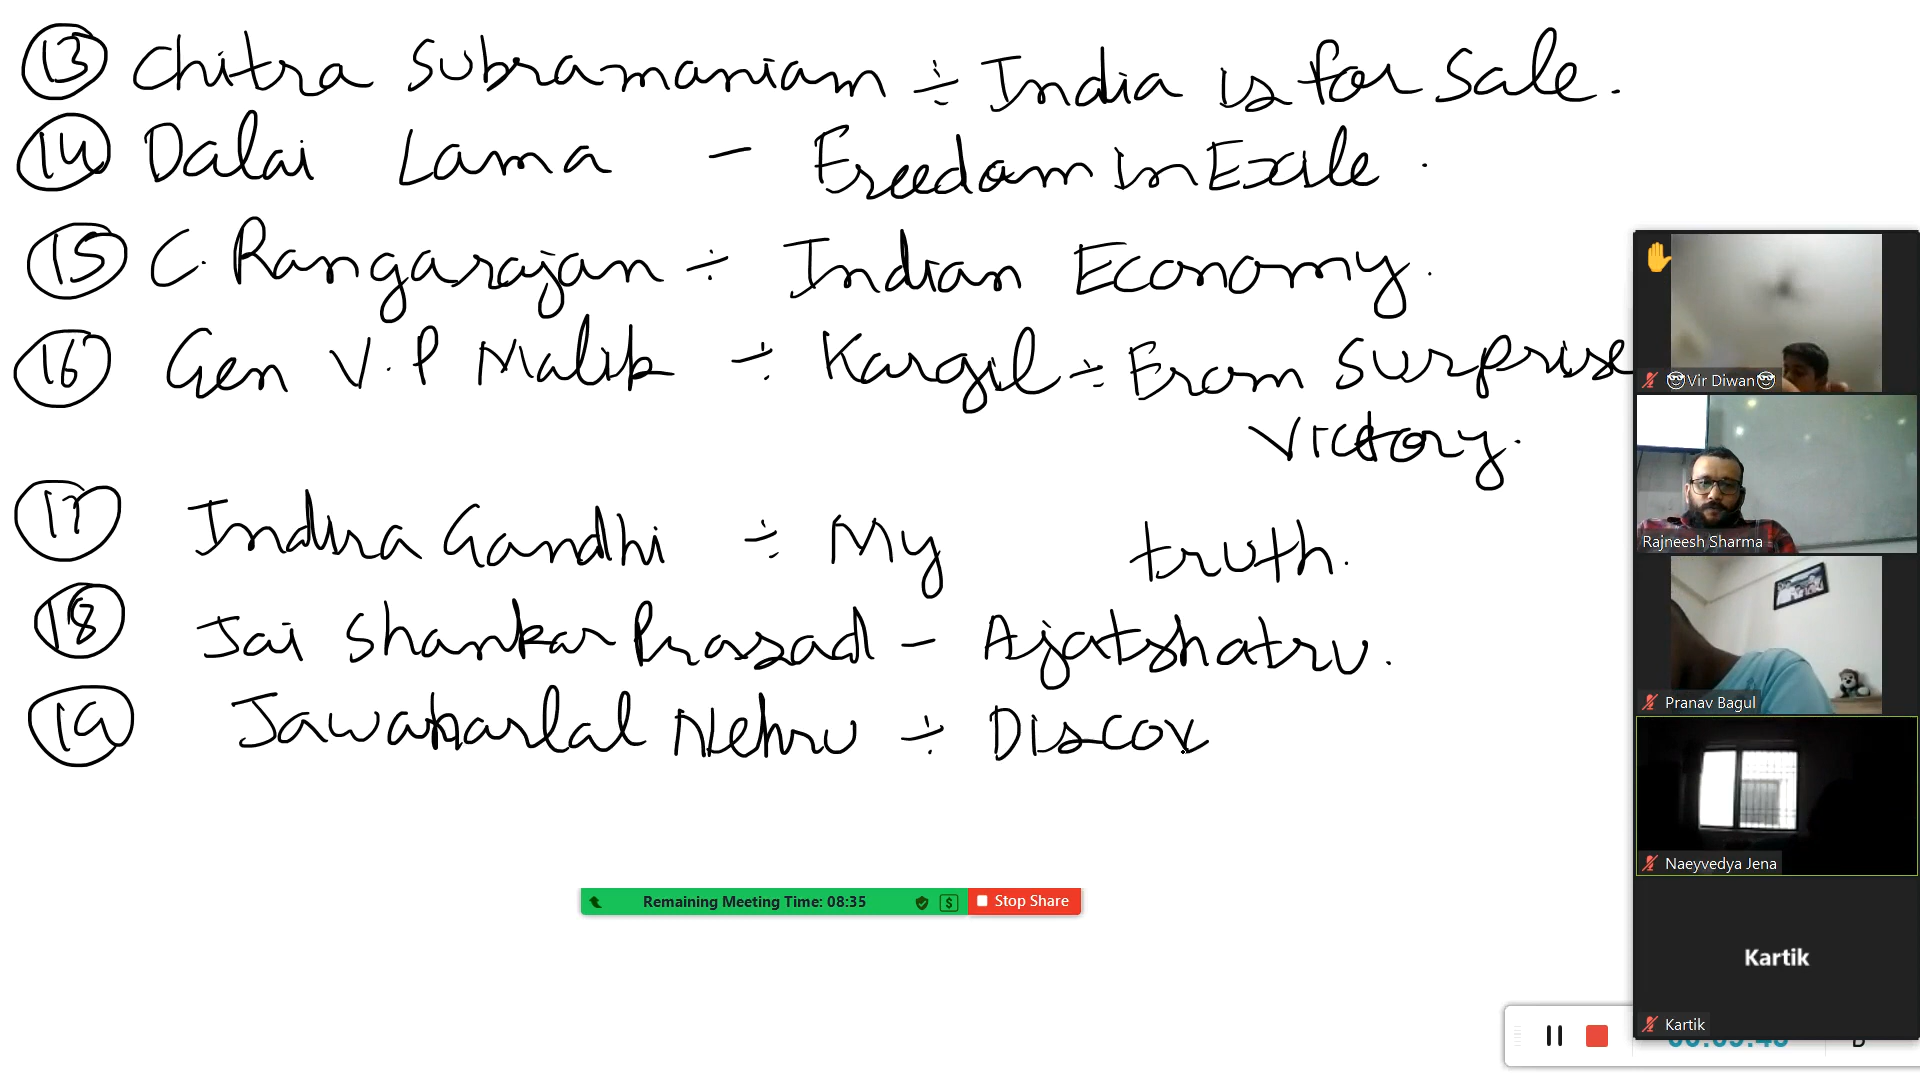 13 Chitra Subramaniam ÷ India is for Sale.
14 Dalai Lama - Freedom in Exile.
15 C. Rangarajan ÷ Indian Economy.
16 Gen V.P Malik ÷ Kargil ÷ From Surprise
Victory.
17 Indira Gandhi ÷ My truth.
18 Jai Shankar Prasad - Ajatshatru.
19 Jawaharlal Nehru ÷ Discov
Vir Diwan
Rajneesh Sharma
Pranav Bagul
Naeyvedya Jena
Kartik
Kartik
Remaining Meeting Time: 08:35 Stop Share